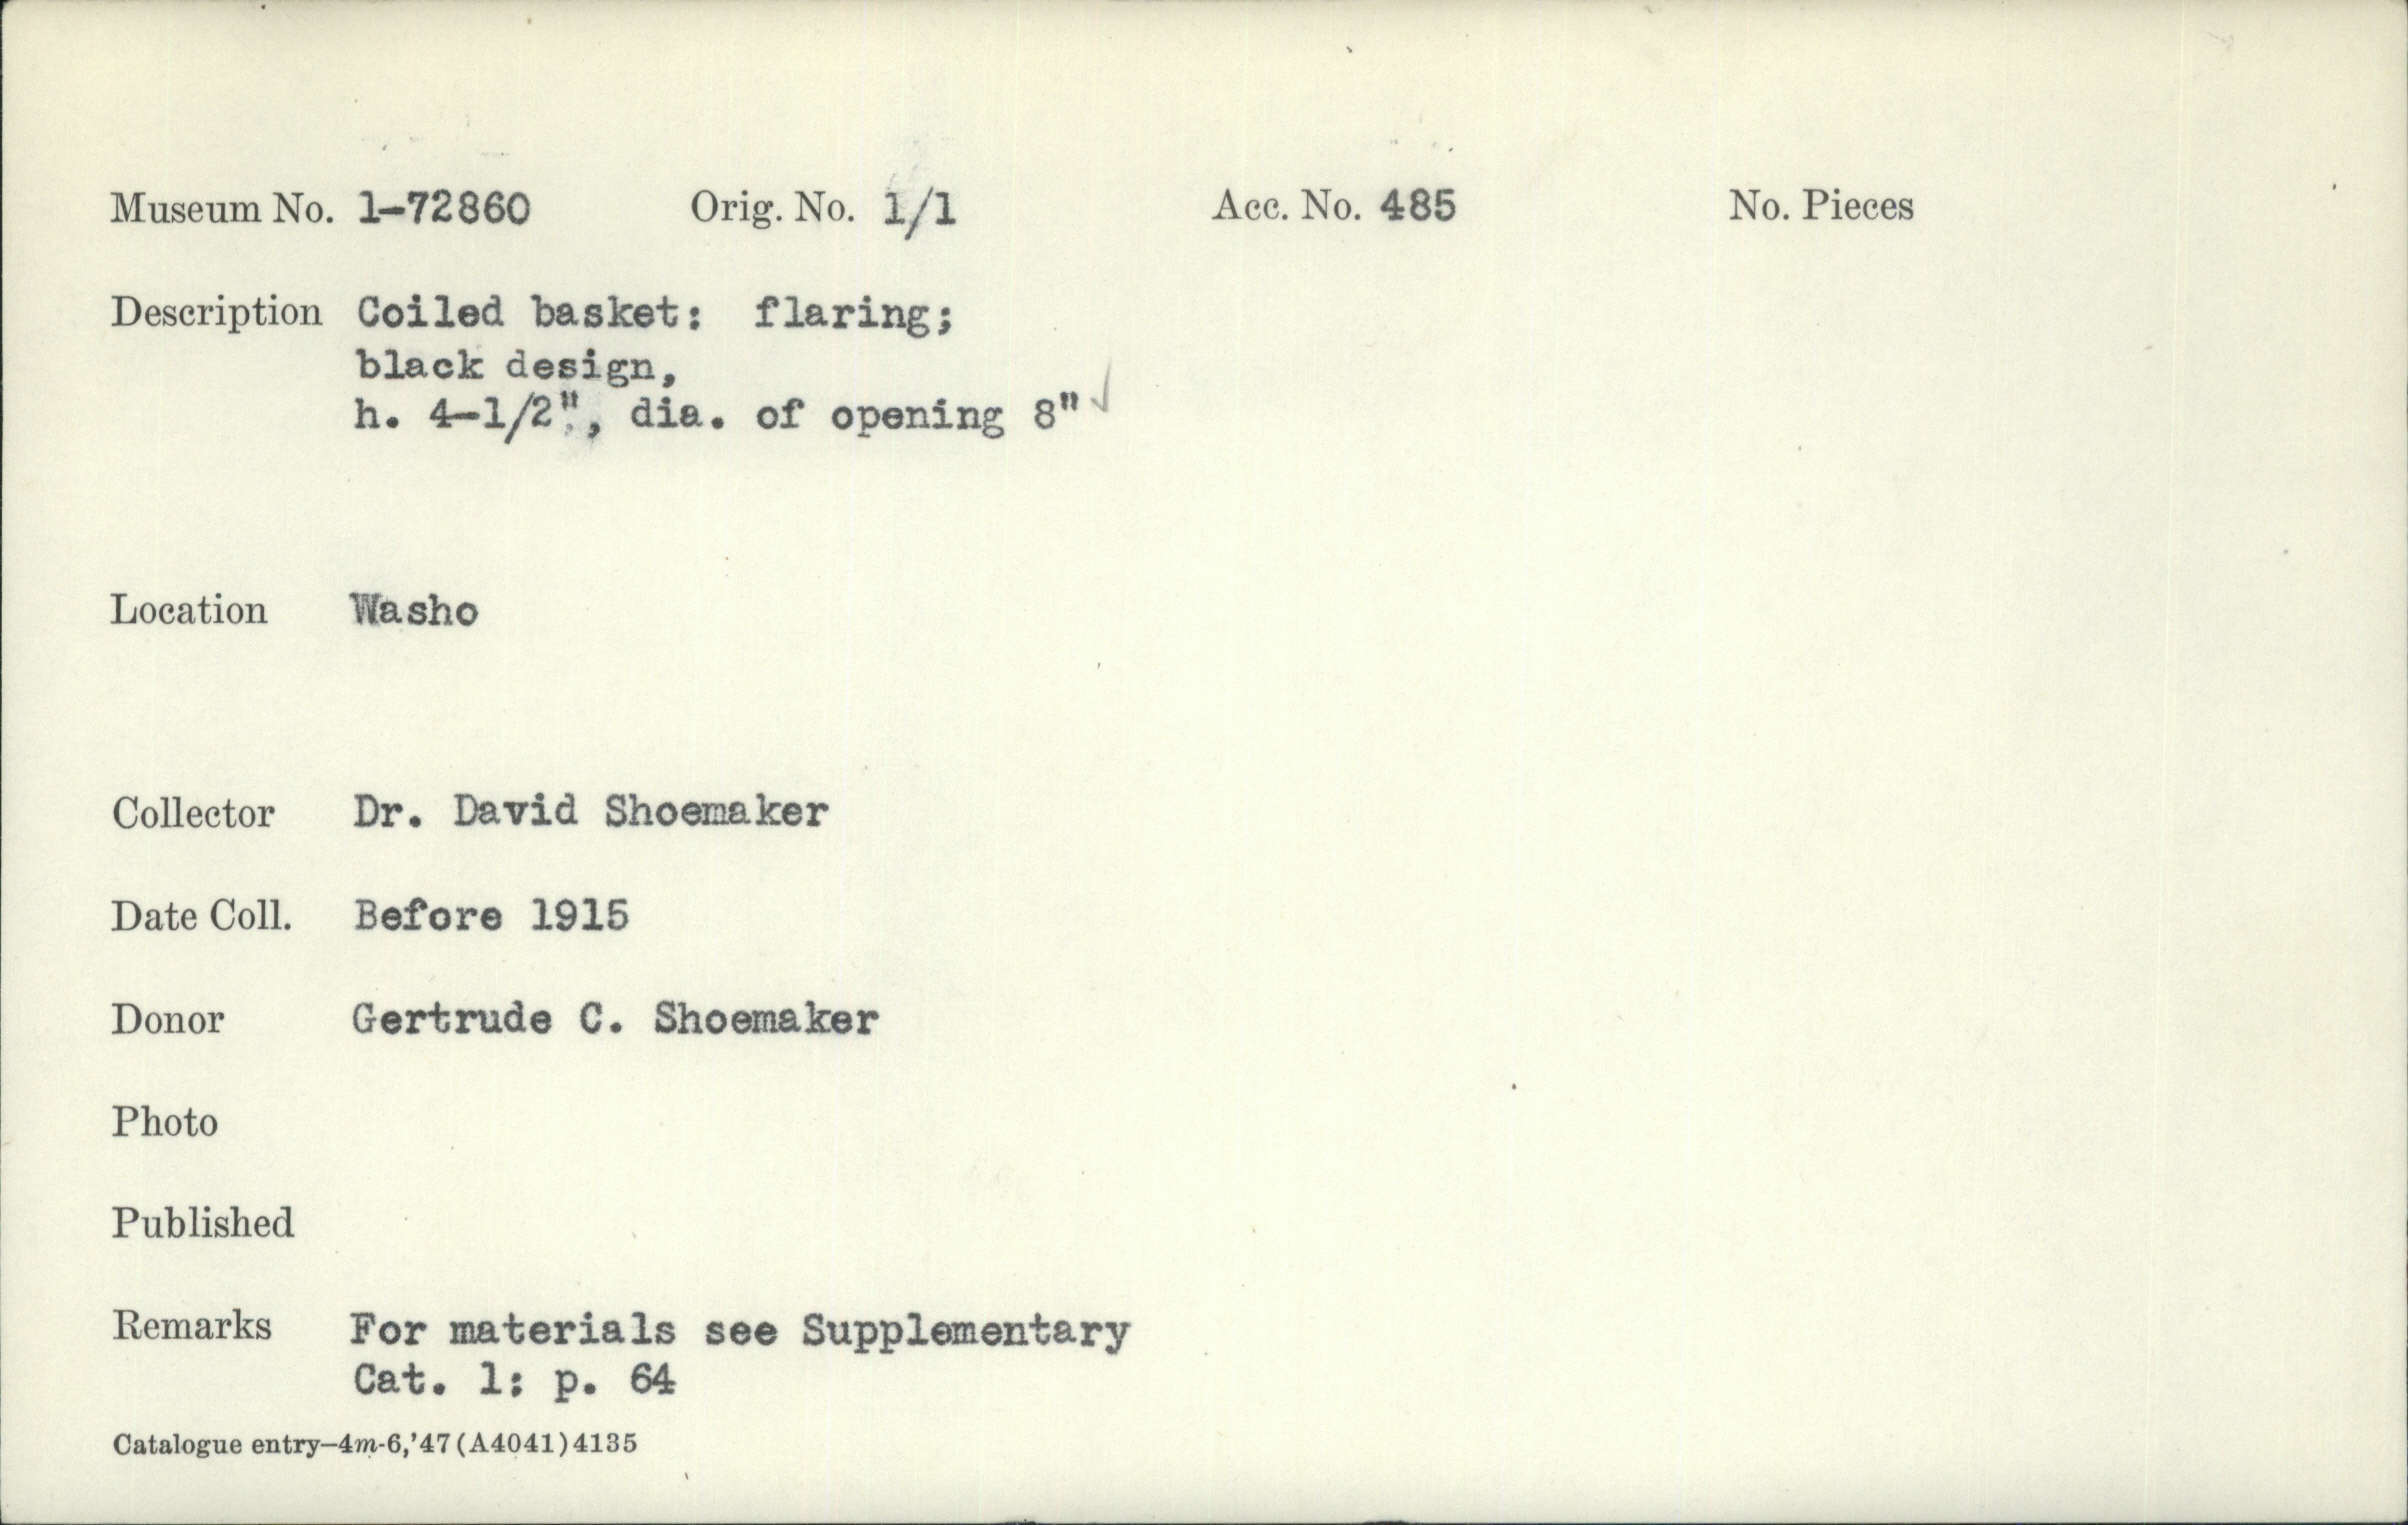 Museum No. 1-72860 Orig. No. 1/1 Acc. No. 485 No. Pieces
Description Coiled basket: flaring;
black design,
h. 4-1/2", dia. of opening 8" ✓
Location Washo
Collector Dr. David Shoemaker
Date Coll. Before 1915
Donor Gertrude C. Shoemaker
Photo
Published
Remarks For materials see Supplementary
Cat. 1: p. 64
Catalogue entry—4m-6,'47(A4041)4135